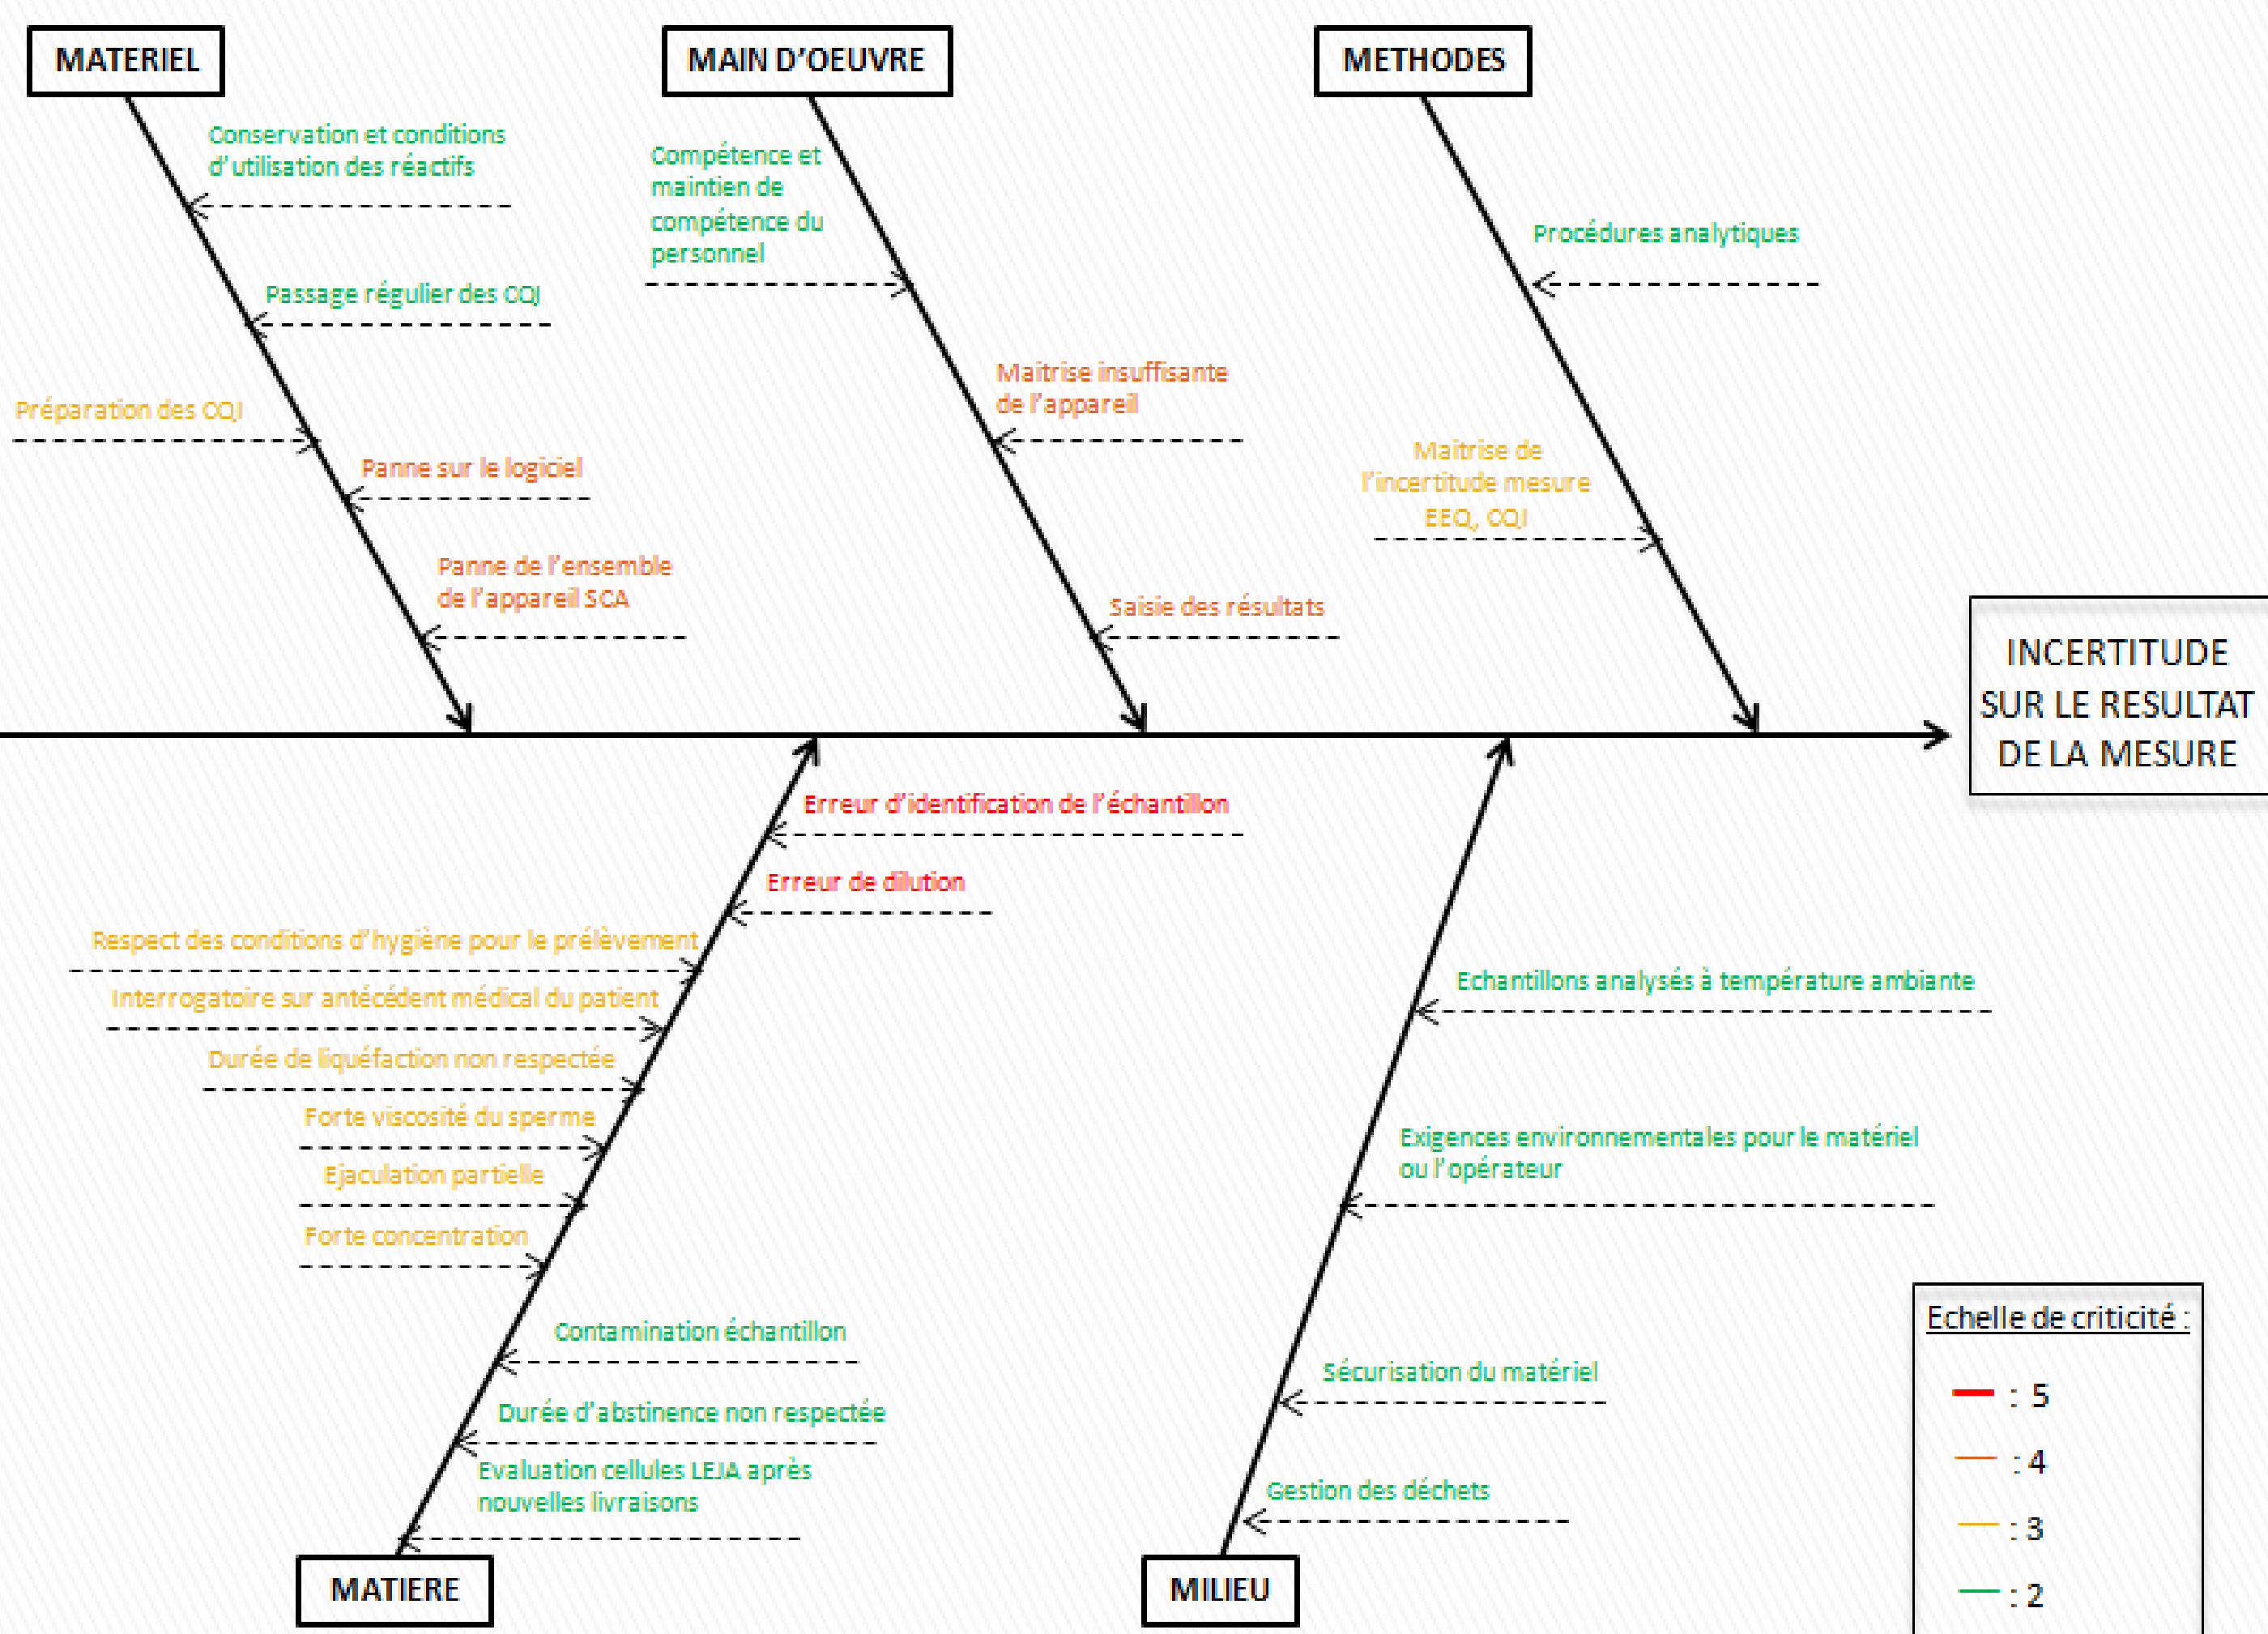 MATERIEL
MAIN D'OEUVRE
METHODES
Conservation et conditions
d'utilisation des réactifs
Passage régulier des CQI
Préparation des CQI
Panne sur le logiciel
Panne de l'ensemble
de l'appareil SCA
Compétence et
maintien de
compétence du
personnel
Maitrise insuffisante
de l'appareil
Saisie des résultats
Procédures analytiques
Maitrise de
l'incertitude mesure
EEQ, CQI
INCERTITUDE
SUR LE RESULTAT
DE LA MESURE
Erreur d'identification de l'échantillon
Erreur de dilution
Respect des conditions d'hygiène pour le prélèvement
Interrogatoire sur antécédent médical du patient
Durée de liquéfaction non respectée
Forte viscosité du sperme
Ejaculation partielle
Forte concentration
Contamination échantillon
Durée d'abstinence non respectée
Evaluation cellules LEJA après
nouvelles livraisons
MATIERE
Echantillons analysés à température ambiante
Exigences environnementales pour le matériel
ou l'opérateur
Sécurisation du matériel
Gestion des déchets
MILIEU
Echelle de criticité :
: 5
: 4
: 3
: 2